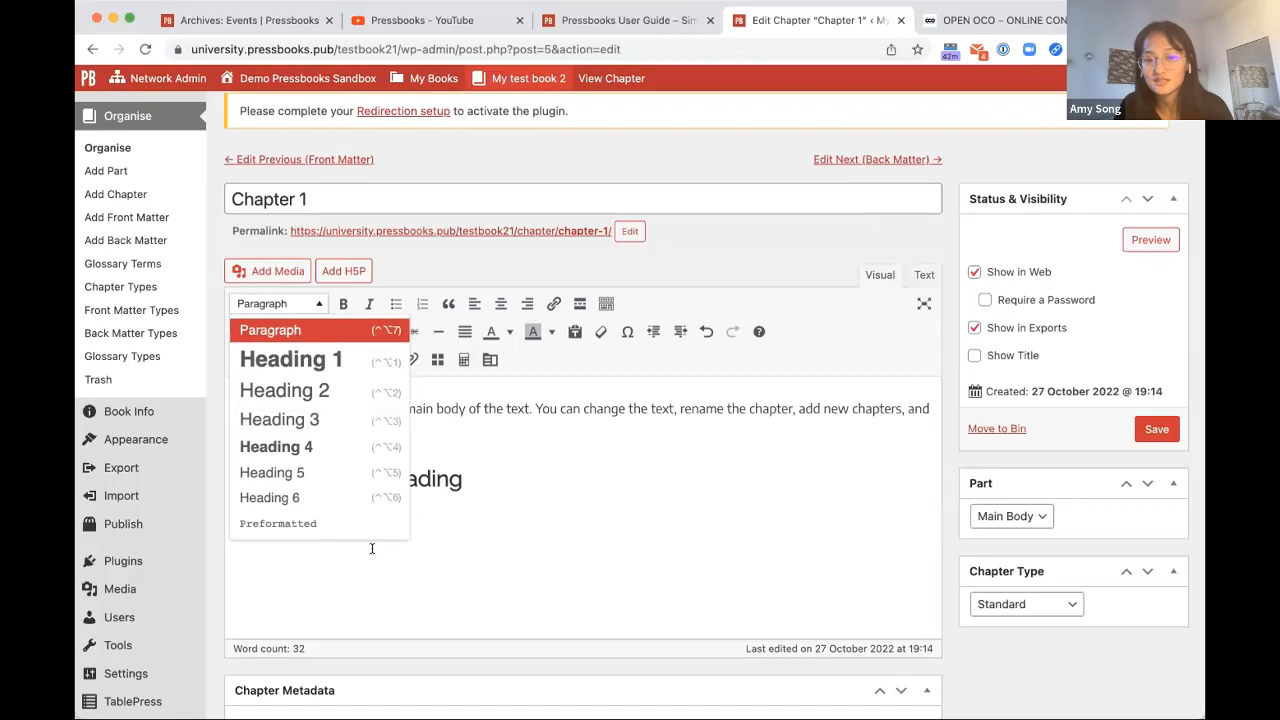 Archives: Events | Pressbooks
Pressbooks - YouTube
Pressbooks User Guide – Sim
Edit Chapter “Chapter 1” ‹ My
OPEN OCO – ONLINE CON
university.pressbooks.pub/testbook21/wp-admin/post.php?post=5&action=edit
42m
4
PB
Network Admin
Demo Pressbooks Sandbox
My Books
My test book 2
View Chapter
Amy Song
Organise
Please complete your Redirection setup to activate the plugin.
Organise
Add Part
Add Chapter
Add Front Matter
Add Back Matter
Glossary Terms
Chapter Types
Front Matter Types
Back Matter Types
Glossary Types
Trash
Book Info
Appearance
Export
Import
Publish
Plugins
Media
Users
Tools
Settings
TablePress
← Edit Previous (Front Matter)
Edit Next (Back Matter) →
Chapter 1
Permalink: https://university.pressbooks.pub/testbook21/chapter/chapter-1/ Edit
Add Media
Add H5P
Visual
Text
Paragraph
Paragraph (^⌥7)
Heading 1 (^⌥1)
Heading 2 (^⌥2)
Heading 3 (^⌥3)
Heading 4 (^⌥4)
Heading 5 (^⌥5)
Heading 6 (^⌥6)
Preformatted
main body of the text. You can change the text, rename the chapter, add new chapters, and
ading
Word count: 32
Last edited on 27 October 2022 at 19:14
Chapter Metadata
Status & Visibility
Preview
Show in Web
Require a Password
Show in Exports
Show Title
Created: 27 October 2022 @ 19:14
Move to Bin
Save
Part
Main Body
Chapter Type
Standard